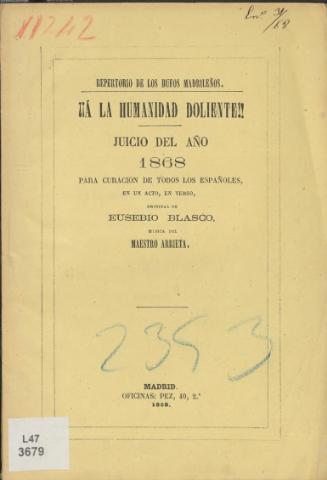 11242
REPERTORIO DE LOS BUFOS MADRILEÑOS.
¡¡Á LA HUMANIDAD DOLIENTE!!
JUICIO DEL AÑO
1868
PARA CURACION DE TODOS LOS ESPAÑOLES,
EN UN ACTO, EN VERSO,
ORIGINAL DE
EUSEBIO BLASCO,
MUSICA DEL
MAESTRO ARRIETA.
2353
MADRID.
OFICINAS: PEZ, 40, 2.º
1868.
L47
3679